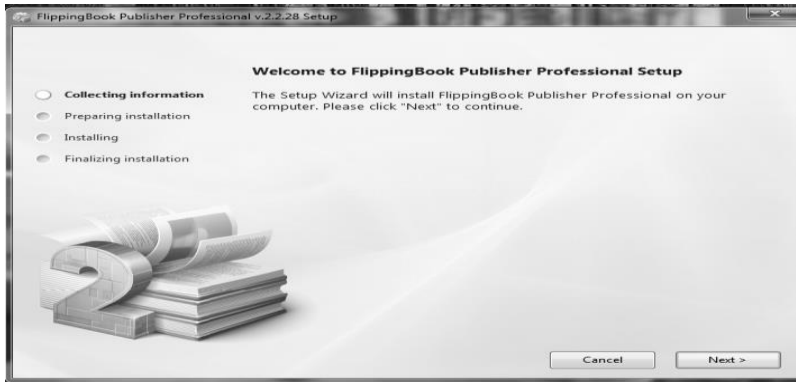 FlippingBook Publisher Professional v.2.2.28 Setup
Welcome to FlippingBook Publisher Professional Setup
The Setup Wizard will install FlippingBook Publisher Professional on your
computer. Please click "Next" to continue.
Collecting information
Preparing installation
Installing
Finalizing installation
2
Cancel
Next >